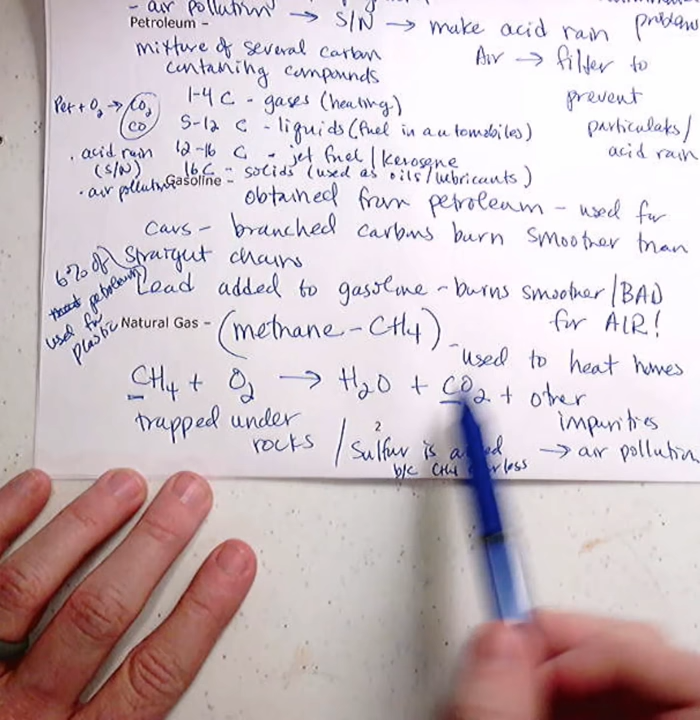 - air pollution → S/N → make acid rain problems
Petroleum -
mixture of several carbon
containing compounds
Air → filter to
prevent
particulates/
acid rain
Pet + O2 → CO2
CO
1-4 C - gases (heating)
5-12 C - liquids (fuel in automobiles)
12-16 C - jet fuel / kerosene
16 C - solids (used as oils/lubricants)
. acid rain
(S/N)
. air pollution
Gasoline -
obtained from petroleum - used for
cars - branched carbons burn smoother than
straight chains
6% of
petroleum
used for
plastic
Lead added to gasoline - burns smoother / BAD
for AIR!
Natural Gas - (methane - CH4)
- used to heat homes
CH4 + O2 → H2O + CO2 + other
impurities
→ air pollution
trapped under
rocks / Sulfur is
2
b/c CH4